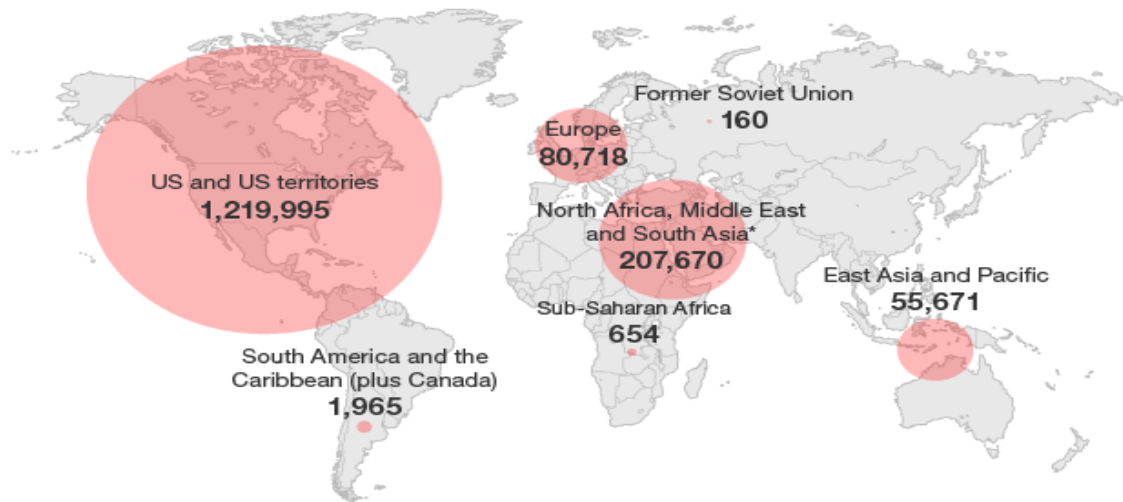 Former Soviet Union
160
Europe
80,718
US and US territories
1,219,995
North Africa, Middle East
and South Asia*
207,670
East Asia and Pacific
55,671
Sub-Saharan Africa
654
South America and the
Caribbean (plus Canada)
1,965